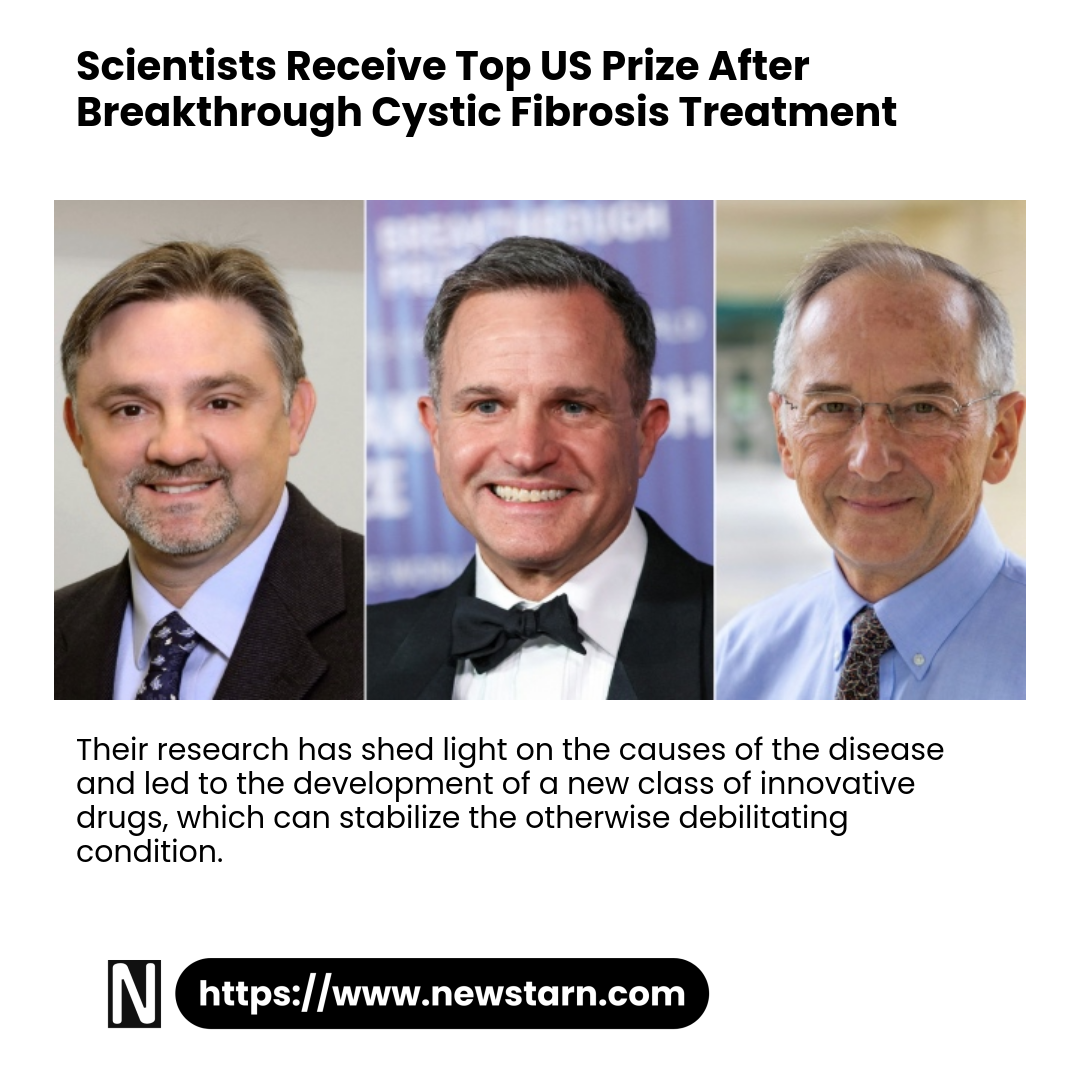 Scientists Receive Top US Prize After
Breakthrough Cystic Fibrosis Treatment
BREAKTHROUGH
Their research has shed light on the causes of the disease
and led to the development of a new class of innovative
drugs, which can stabilize the otherwise debilitating
condition.
N
https://www.newstarn.com